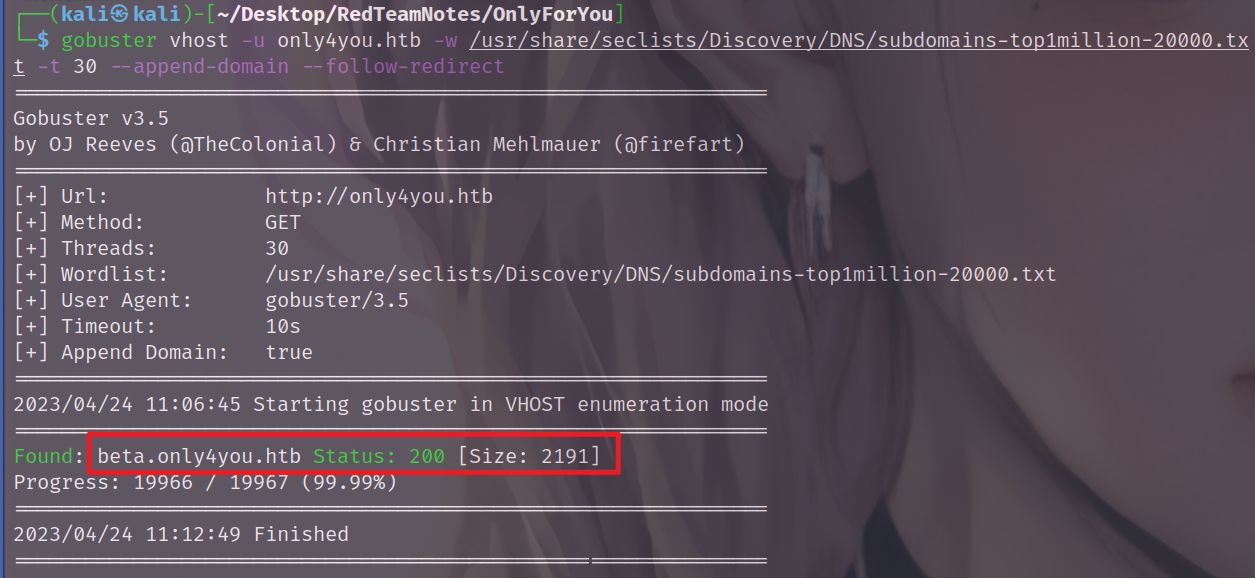 ┌──(kali㉿kali)-[~/Desktop/RedTeamNotes/OnlyForYou]
└─$ gobuster vhost -u only4you.htb -w /usr/share/seclists/Discovery/DNS/subdomains-top1million-20000.tx
t -t 30 --append-domain --follow-redirect
===============================================================
Gobuster v3.5
by OJ Reeves (@TheColonial) & Christian Mehlmauer (@firefart)
===============================================================
[+] Url:             http://only4you.htb
[+] Method:          GET
[+] Threads:         30
[+] Wordlist:        /usr/share/seclists/Discovery/DNS/subdomains-top1million-20000.txt
[+] User Agent:      gobuster/3.5
[+] Timeout:         10s
[+] Append Domain:   true
===============================================================
2023/04/24 11:06:45 Starting gobuster in VHOST enumeration mode
===============================================================
Found: beta.only4you.htb Status: 200 [Size: 2191]
Progress: 19966 / 19967 (99.99%)
===============================================================
2023/04/24 11:12:49 Finished
===============================================================